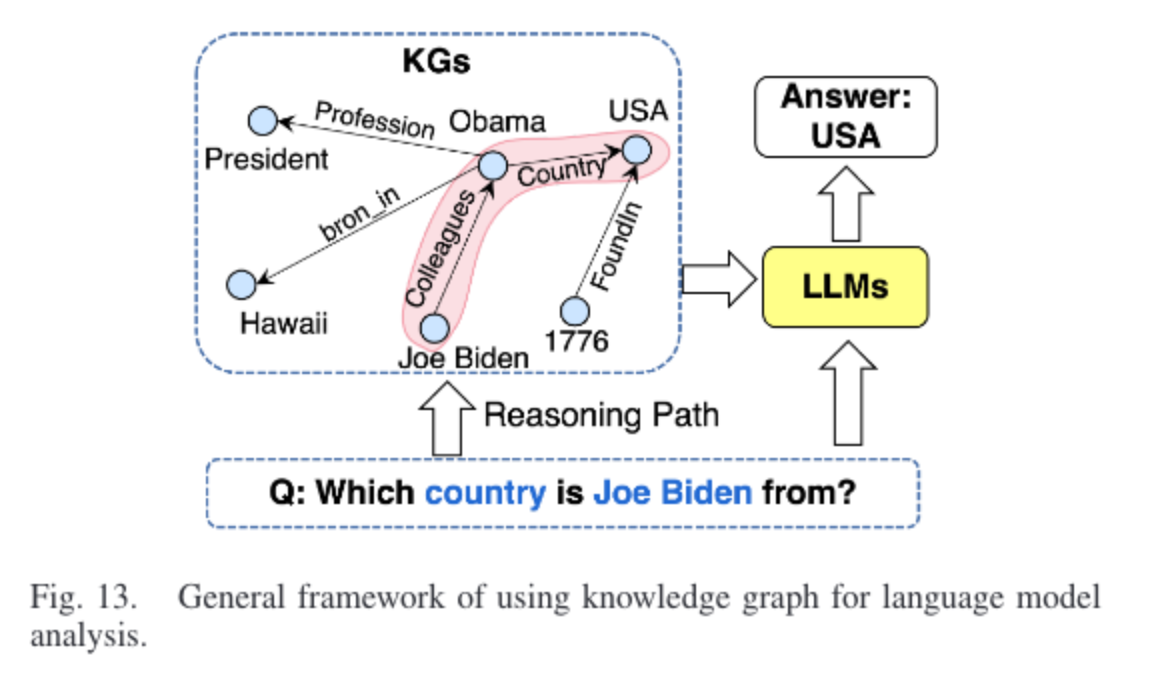 KGs
Profession
Obama
USA
President
Country
bron_in
Colleagues
FoundIn
Hawaii
1776
Joe Biden
Answer:
USA
LLMs
Reasoning Path
Q: Which country is Joe Biden from?
Fig. 13. General framework of using knowledge graph for language model
analysis.